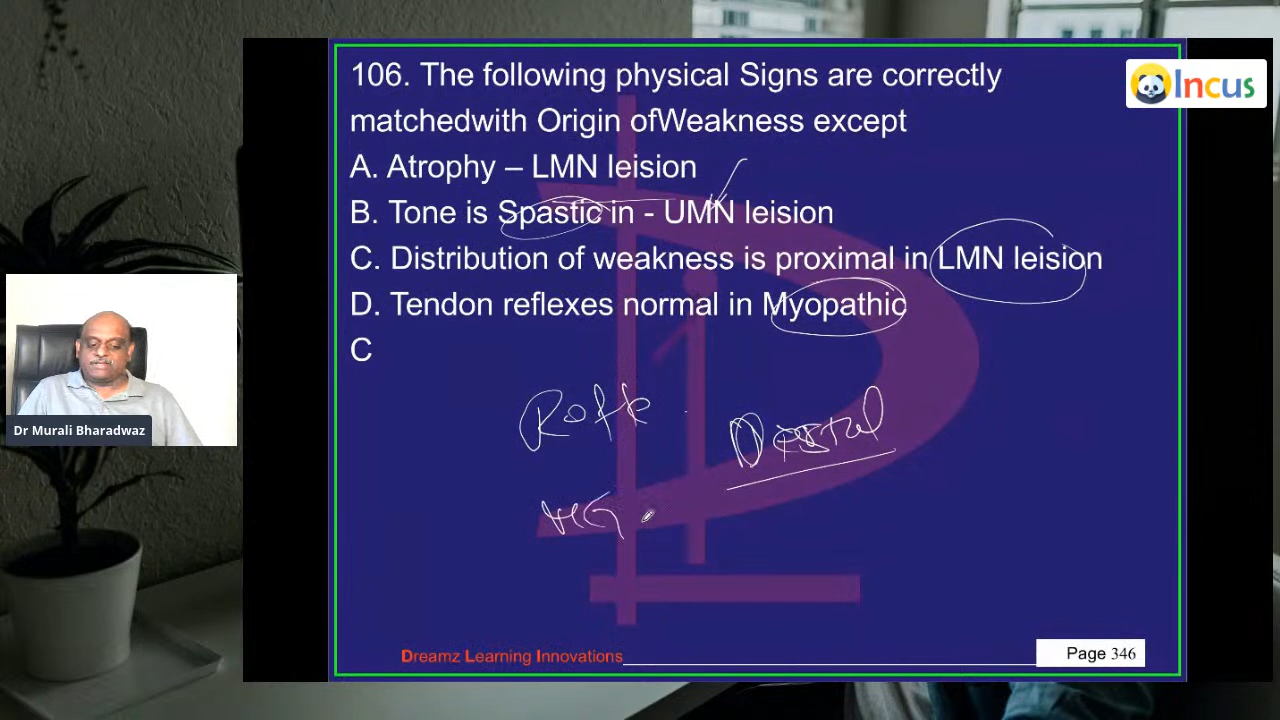 106. The following physical Signs are correctly
matchedwith Origin ofWeakness except
A. Atrophy – LMN leision
B. Tone is Spastic in - UMN leision
C. Distribution of weakness is proximal in LMN leision
D. Tendon reflexes normal in Myopathic
C
Distal
MG
Incus
Dr Murali Bharadwaz
Dreamz Learning Innovations
Page 346